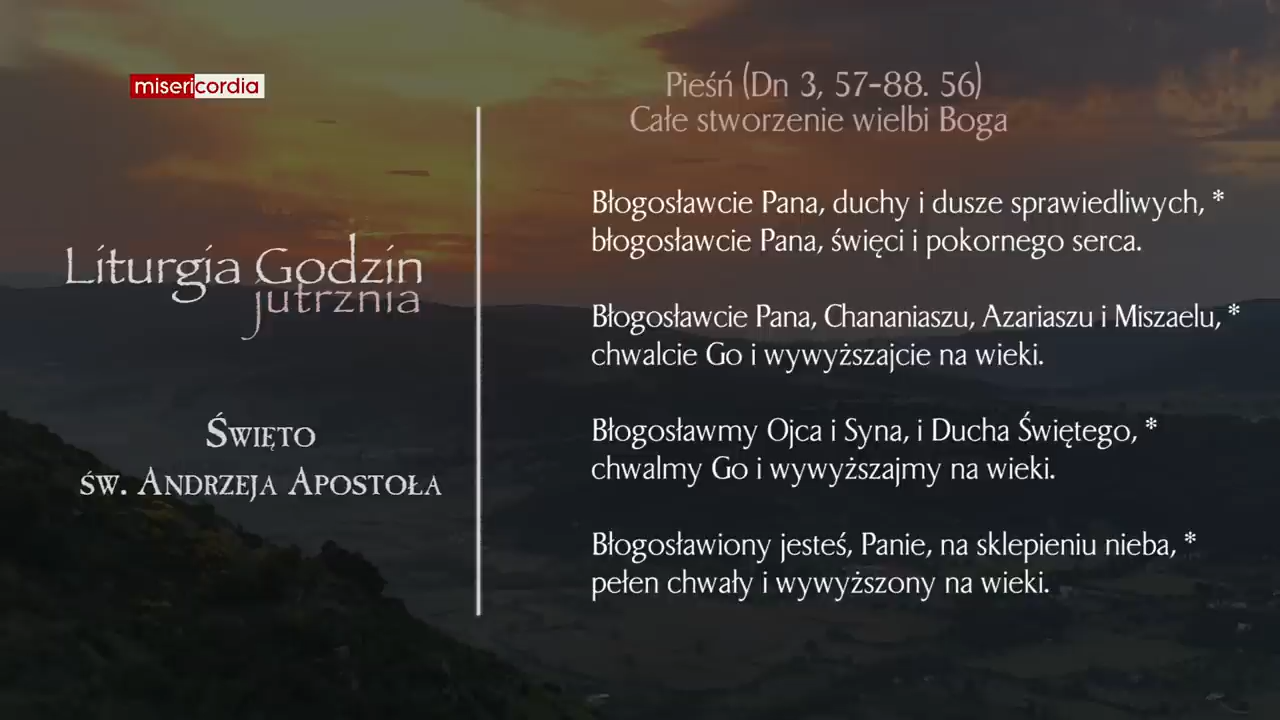 misericordia
Liturgia Godzin
jutrznia
Święto
św. Andrzeja Apostoła
Pieśń (Dn 3, 57-88. 56)
Całe stworzenie wielbi Boga
Błogosławcie Pana, duchy i dusze sprawiedliwych, *
błogosławcie Pana, święci i pokornego serca.
Błogosławcie Pana, Chananiaszu, Azariaszu i Miszaelu, *
chwalcie Go i wywyższajcie na wieki.
Błogosławmy Ojca i Syna, i Ducha Świętego, *
chwalmy Go i wywyższajmy na wieki.
Błogosławiony jesteś, Panie, na sklepieniu nieba, *
pełen chwały i wywyższony na wieki.